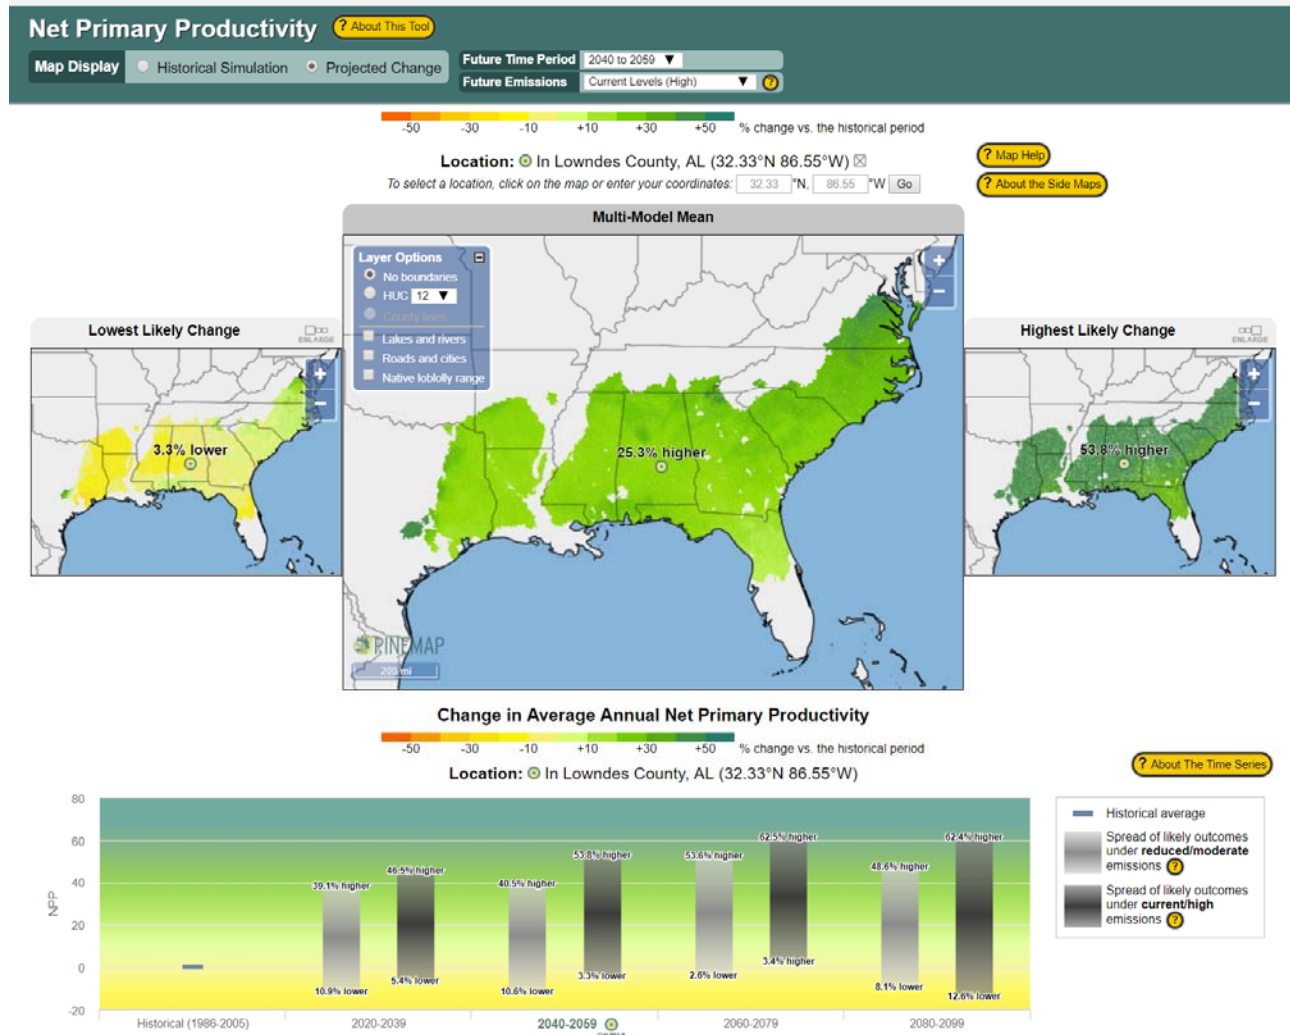 Net Primary Productivity ? About This Tool
Map Display Historical Simulation Projected Change
Future Time Period 2040 to 2059 ▼
Future Emissions Current Levels (High) ▼ ?
-50 -30 -10 +10 +30 +50 % change vs. the historical period
Location: In Lowndes County, AL (32.33°N 86.55°W)
To select a location, click on the map or enter your coordinates: 32.33 °N, 86.55 °W Go
? Map Help
? About the Side Maps
Multi-Model Mean
Layer Options
No boundaries
HUC 12 ▼
County lines
Lakes and rivers
Roads and cities
Native loblolly range
+
−
25.3% higher
PINEMAP
200 mi
Lowest Likely Change
ENLARGE
+
−
3.3% lower
Highest Likely Change
ENLARGE
+
−
53.8% higher
Change in Average Annual Net Primary Productivity
-50 -30 -10 +10 +30 +50 % change vs. the historical period
Location: In Lowndes County, AL (32.33°N 86.55°W)
? About The Time Series
NPP
80
60
40
20
0
-20
39.1% higher
10.9% lower
46.5% higher
5.4% lower
40.5% higher
10.6% lower
53.8% higher
3.3% lower
53.6% higher
2.6% lower
62.5% higher
3.4% higher
48.6% higher
8.1% lower
62.4% higher
12.6% lower
Historical (1986-2005) 2020-2039 2040-2059 2060-2079 2080-2099
Historical average
Spread of likely outcomes
under reduced/moderate
emissions ?
Spread of likely outcomes
under current/high
emissions ?